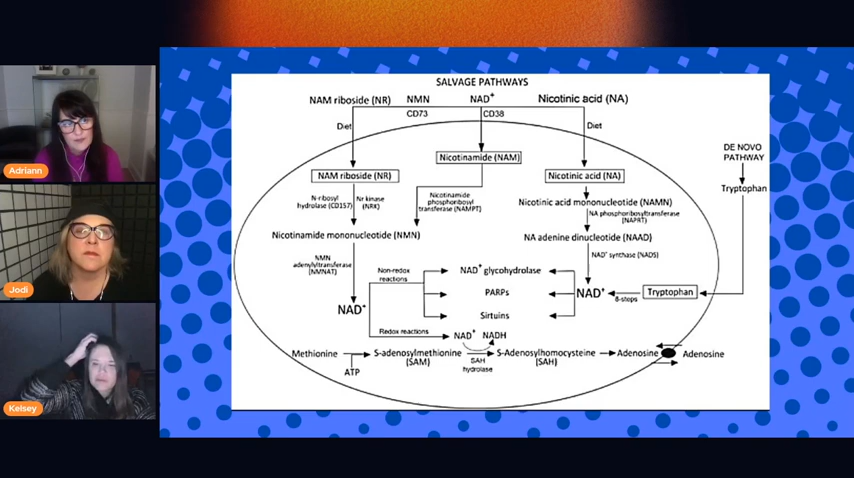 SALVAGE PATHWAYS
NAM riboside (NR) NMN NAD+ Nicotinic acid (NA)
CD73 CD38
Diet Diet
DE NOVO
PATHWAY
Nicotinamide (NAM)
NAM riboside (NR) Nicotinic acid (NA)
Tryptophan
N-ribosyl
hydrolase (CD157)
Nr kinase
(NRK)
Nicotinamide
phosphoribosyl
transferase (NAMPT)
Nicotinic acid mononucleotide (NAMN)
NA phosphoribosyltransferase
(NAPRT)
Nicotinamide mononucleotide (NMN)
NA adenine dinucleotide (NAAD)
NMN
adenylyltransferase
(NMNAT)
NAD+ synthase (NADS)
Non-redox
reactions
NAD+ glycohydrolase
PARPs
Sirtuins
NAD+
NAD+
8-steps
Tryptophan
Redox reactions
NAD+ NADH
Methionine
ATP
S-adenosylmethionine
(SAM)
SAH
hydrolase
S-Adenosylhomocysteine
(SAH)
Adenosine
Adenosine
Adriann
Jodi
Kelsey